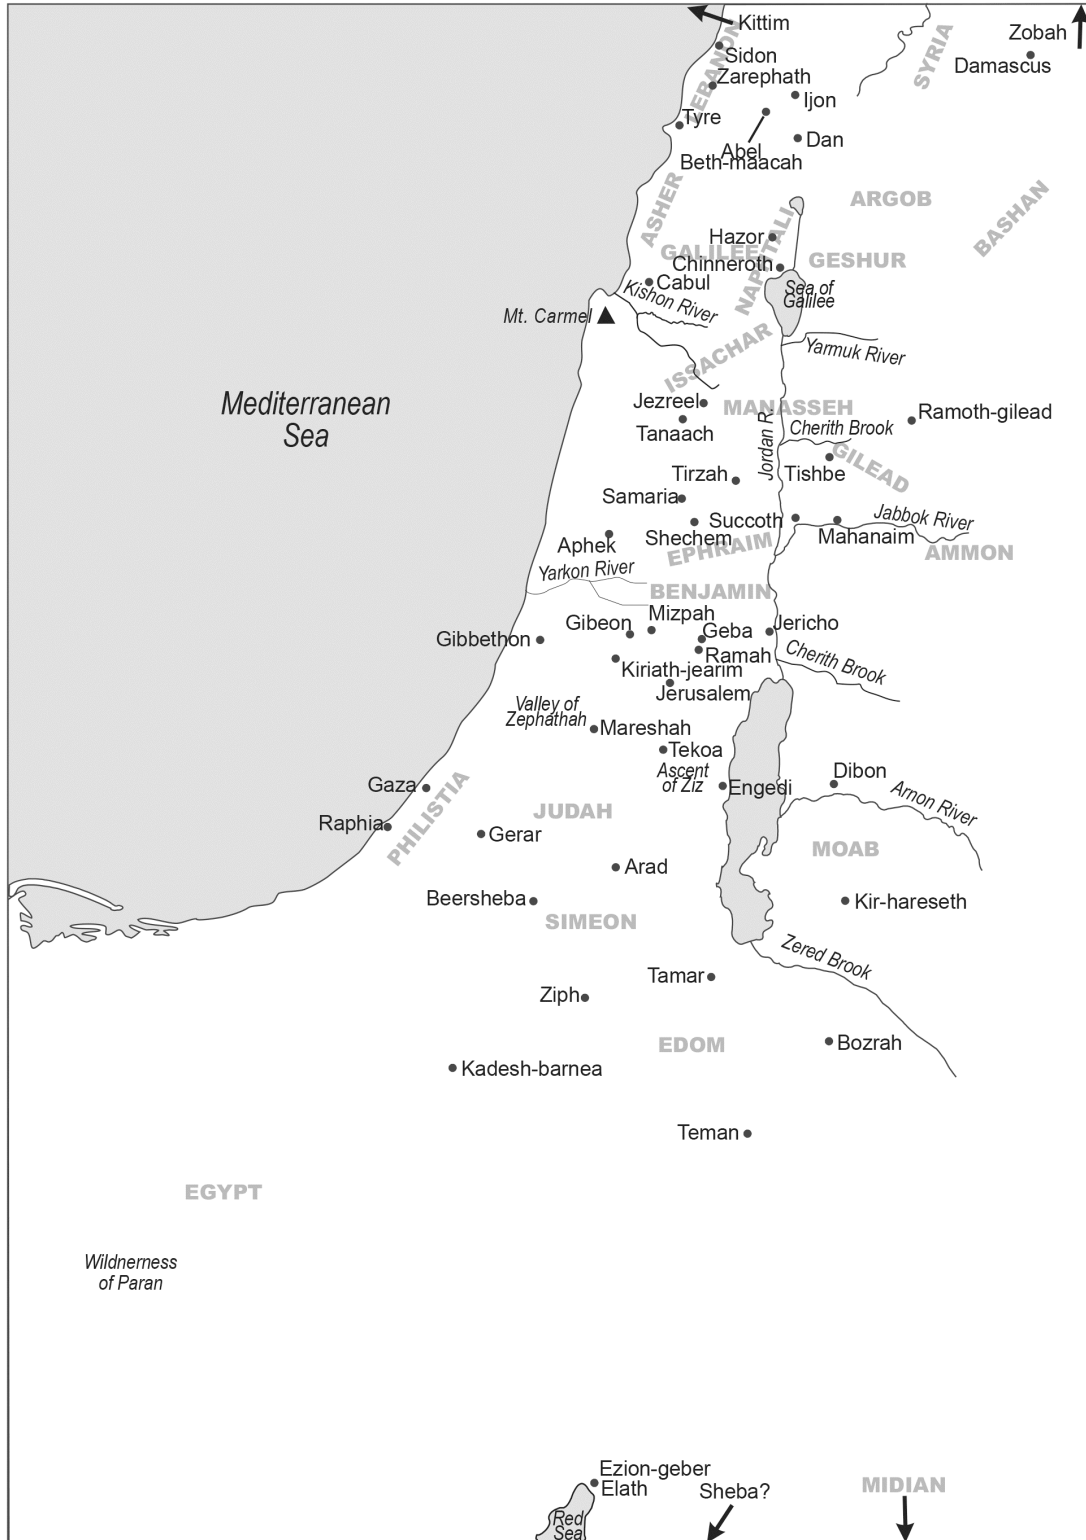 Kittim
Zobah
Sidon
LEBANON
SYRIA
Damascus
Zarephath
Ijon
Tyre
Dan
Abel
Beth-maacah
ASHER
ARGOB
BASHAN
Hazor
GALILEE
NAPHTALI
GESHUR
Chinneroth
Cabul
Sea of
Galilee
Kishon River
Mt. Carmel
ISSACHAR
Yarmuk River
Mediterranean
Sea
Jezreel
MANASSEH
Ramoth-gilead
Tanaach
Jordan R.
Cherith Brook
GILEAD
Tirzah
Tishbe
Samaria
Shechem
Succoth
Jabbok River
Mahanaim
Aphek
EPHRAIM
AMMON
Yarkon River
BENJAMIN
Mizpah
Gibeon
Geba
Jericho
Gibbethon
Ramah
Cherith Brook
Kiriath-jearim
Jerusalem
Valley of
Zephathah
Mareshah
Tekoa
Ascent
of Ziz
Dibon
Gaza
Engedi
Arnon River
PHILISTIA
JUDAH
Raphia
Gerar
MOAB
Arad
Beersheba
Kir-hareseth
SIMEON
Zered Brook
Tamar
Ziph
EDOM
Bozrah
Kadesh-barnea
Teman
EGYPT
Wildnerness
of Paran
Ezion-geber
Elath
Sheba?
MIDIAN
Red
Sea